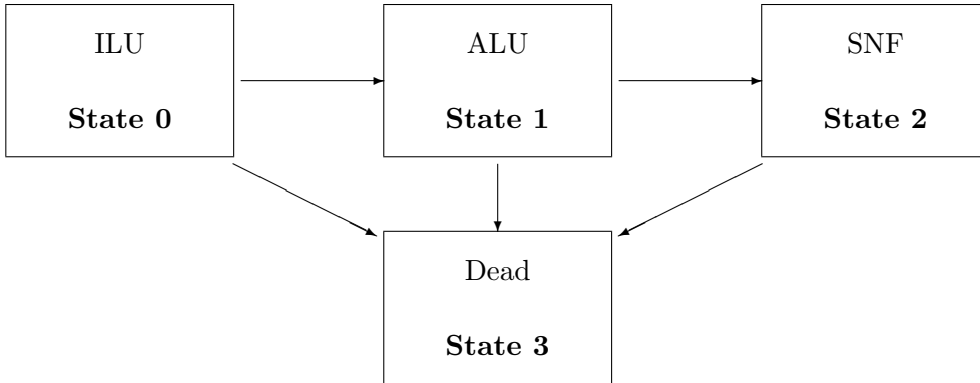 ILU
State 0
ALU
State 1
SNF
State 2
Dead
State 3